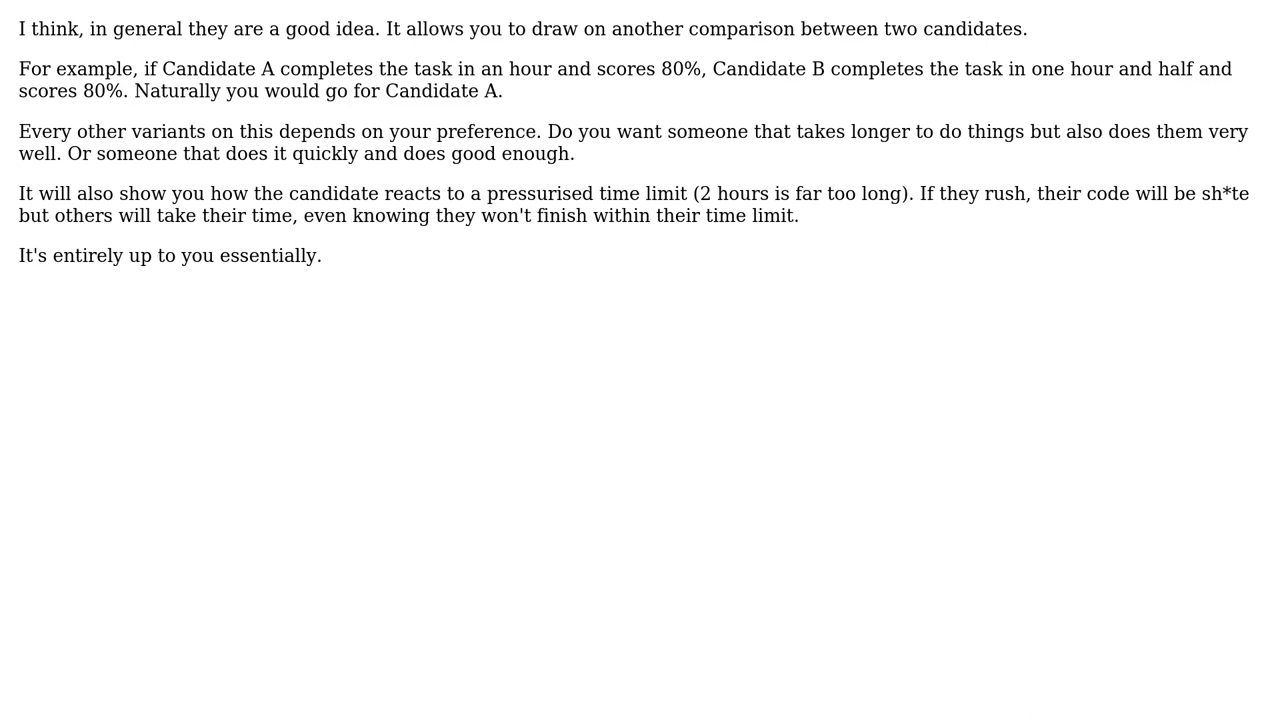 I think, in general they are a good idea. It allows you to draw on another comparison between two candidates.
For example, if Candidate A completes the task in an hour and scores 80%, Candidate B completes the task in one hour and half and
scores 80%. Naturally you would go for Candidate A.
Every other variants on this depends on your preference. Do you want someone that takes longer to do things but also does them very
well. Or someone that does it quickly and does good enough.
It will also show you how the candidate reacts to a pressurised time limit (2 hours is far too long). If they rush, their code will be sh*te
but others will take their time, even knowing they won't finish within their time limit.
It's entirely up to you essentially.